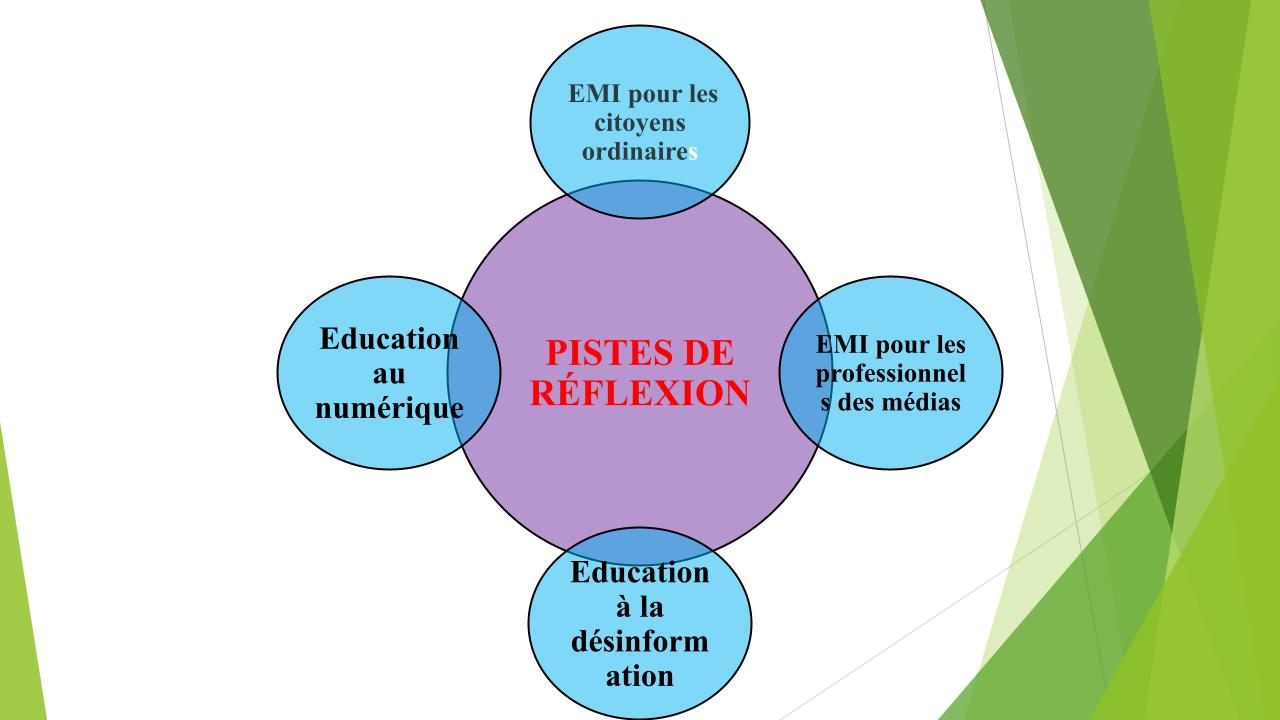 EMI pour les
citoyens
ordinaires
Education
au
numérique
PISTES DE
RÉFLEXION
EMI pour les
professionnel
s des médias
Education
à la
désinform
ation